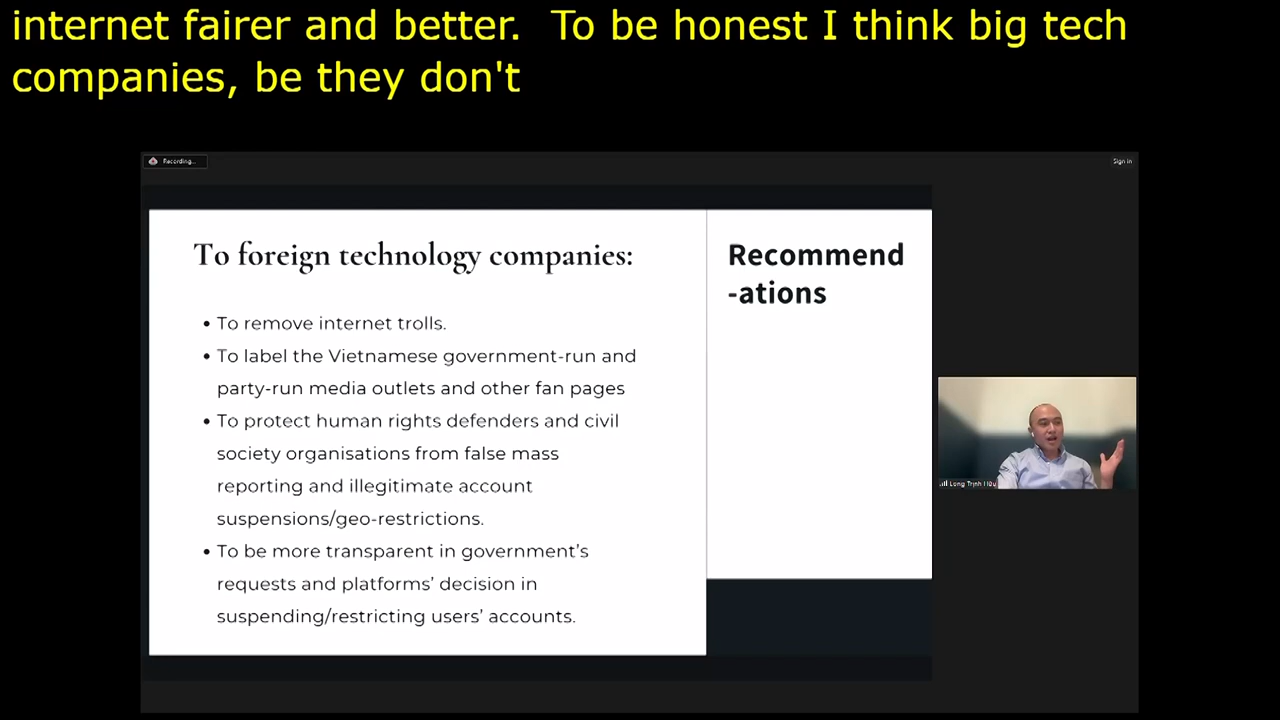 internet fairer and better.  To be honest I think big tech
companies, be they don't
Recording...
Sign in
To foreign technology companies:
• To remove internet trolls.
• To label the Vietnamese government-run and
party-run media outlets and other fan pages
• To protect human rights defenders and civil
society organisations from false mass
reporting and illegitimate account
suspensions/geo-restrictions.
• To be more transparent in government’s
requests and platforms’ decision in
suspending/restricting users’ accounts.
Recommend
-ations
Long Trịnh Hữu